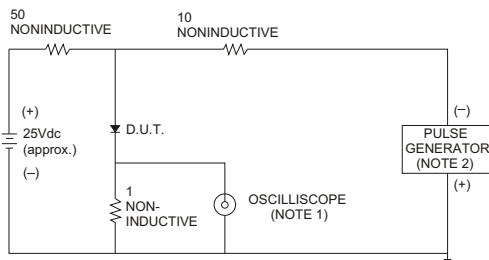 50
NONINDUCTIVE
10
NONINDUCTIVE
(+)
25Vdc
(approx.)
(–)
D.U.T.
1
NON-
INDUCTIVE
OSCILLISCOPE
(NOTE 1)
(–)
PULSE
GENERATOR
(NOTE 2)
(+)